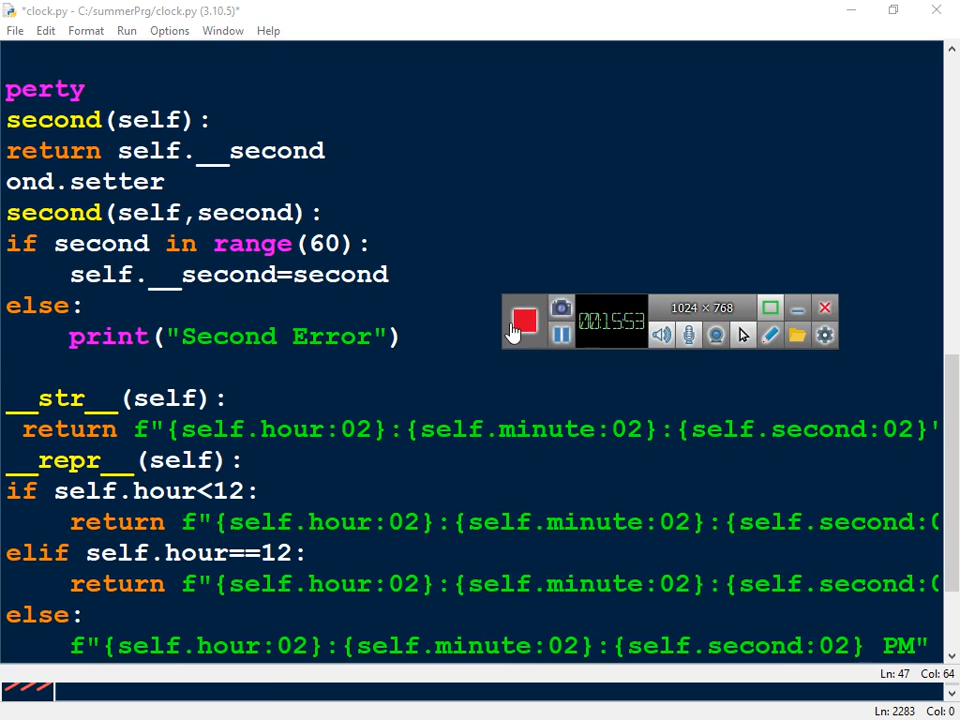 *clock.py - C:/summerPrg/clock.py (3.10.5)*
File Edit Format Run Options Window Help
perty
second(self):
return self.__second
ond.setter
second(self,second):
if second in range(60):
self.__second=second
else:
print("Second Error")
1024 × 768
00:15:53
__str__(self):
return f"{self.hour:02}:{self.minute:02}:{self.second:02}"
__repr__(self):
if self.hour<12:
return f"{self.hour:02}:{self.minute:02}:{self.second:0
elif self.hour==12:
return f"{self.hour:02}:{self.minute:02}:{self.second:0
else:
f"{self.hour:02}:{self.minute:02}:{self.second:02} PM"
Ln: 47 Col: 64
Ln: 2283 Col: 0